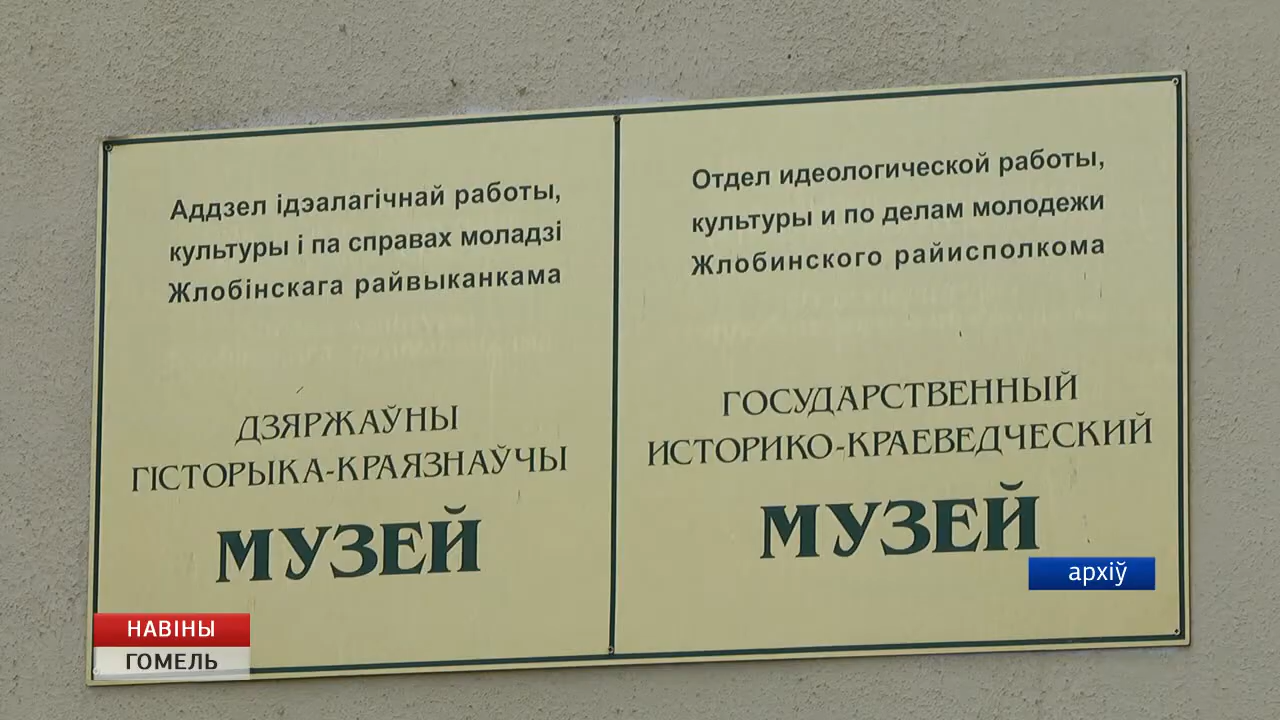 Аддзел ідэалагічнай работы,
культуры і па справах моладзі
Жлобінскага райвыканкама
ДЗЯРЖАЎНЫ
ГІСТОРЫКА-КРАЯЗНАЎЧЫ
МУЗЕЙ
Отдел идеологической работы,
культуры и по делам молодежи
Жлобинского райисполкома
ГОСУДАРСТВЕННЫЙ
ИСТОРИКО-КРАЕВЕДЧЕСКИЙ
МУЗЕЙ
архіў
НАВІНЫ
ГОМЕЛЬ